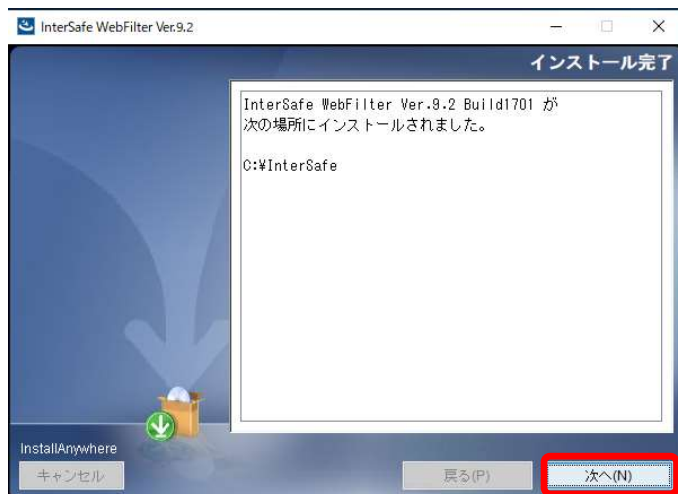 InterSafe WebFilter Ver.9.2
インストール完了
InterSafe WebFilter Ver.9.2 Build1701 が
次の場所にインストールされました。
C:¥InterSafe
InstallAnywhere
キャンセル
戻る(P)
次へ(N)